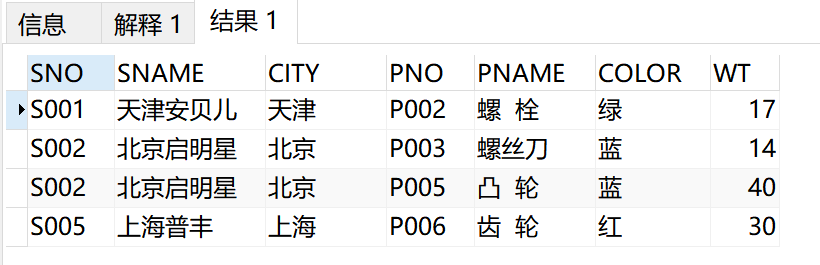 信息 解释 1 结果 1
SNO SNAME CITY PNO PNAME COLOR WT
S001 天津安贝儿 天津 P002 螺 栓 绿 17
S002 北京启明星 北京 P003 螺丝刀 蓝 14
S002 北京启明星 北京 P005 凸 轮 蓝 40
S005 上海普丰 上海 P006 齿 轮 红 30